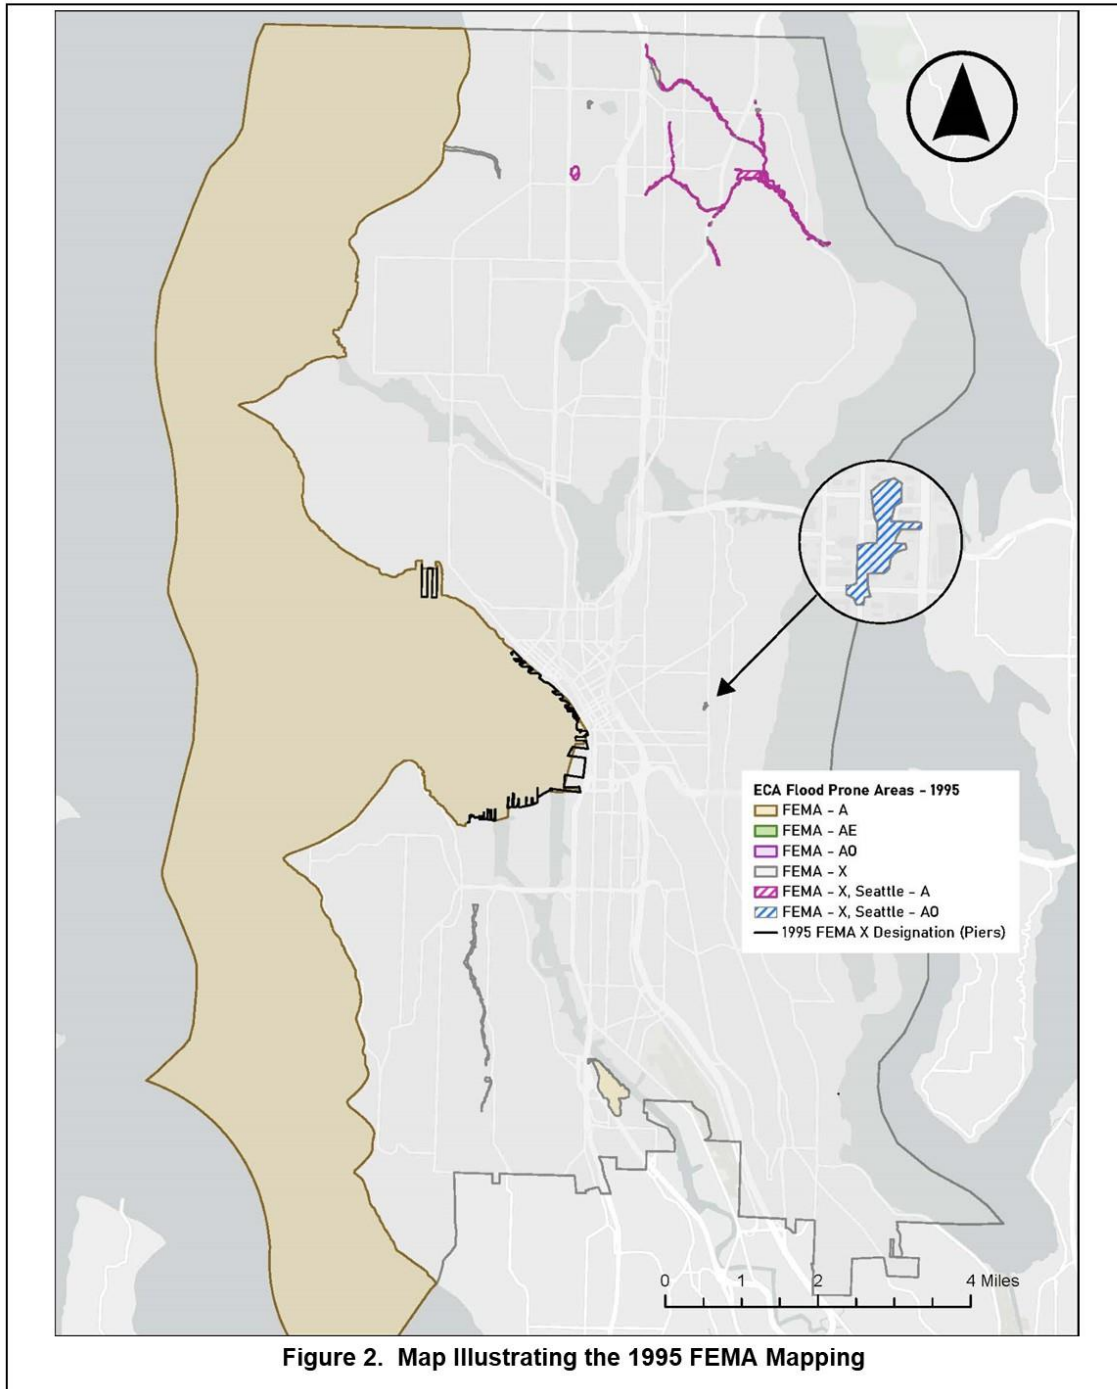 ECA Flood Prone Areas - 1995
FEMA - A
FEMA - AE
FEMA - AO
FEMA - X
FEMA - X, Seattle - A
FEMA - X, Seattle - AO
1995 FEMA X Designation (Piers)
0 1 2 4 Miles
Figure 2. Map Illustrating the 1995 FEMA Mapping